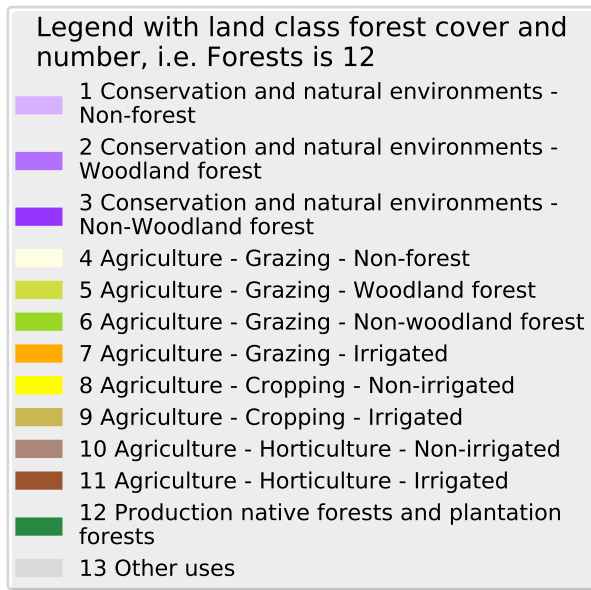 Legend with land class forest cover and
number, i.e. Forests is 12
1 Conservation and natural environments -
Non-forest
2 Conservation and natural environments -
Woodland forest
3 Conservation and natural environments -
Non-Woodland forest
4 Agriculture - Grazing - Non-forest
5 Agriculture - Grazing - Woodland forest
6 Agriculture - Grazing - Non-woodland forest
7 Agriculture - Grazing - Irrigated
8 Agriculture - Cropping - Non-irrigated
9 Agriculture - Cropping - Irrigated
10 Agriculture - Horticulture - Non-irrigated
11 Agriculture - Horticulture - Irrigated
12 Production native forests and plantation
forests
13 Other uses